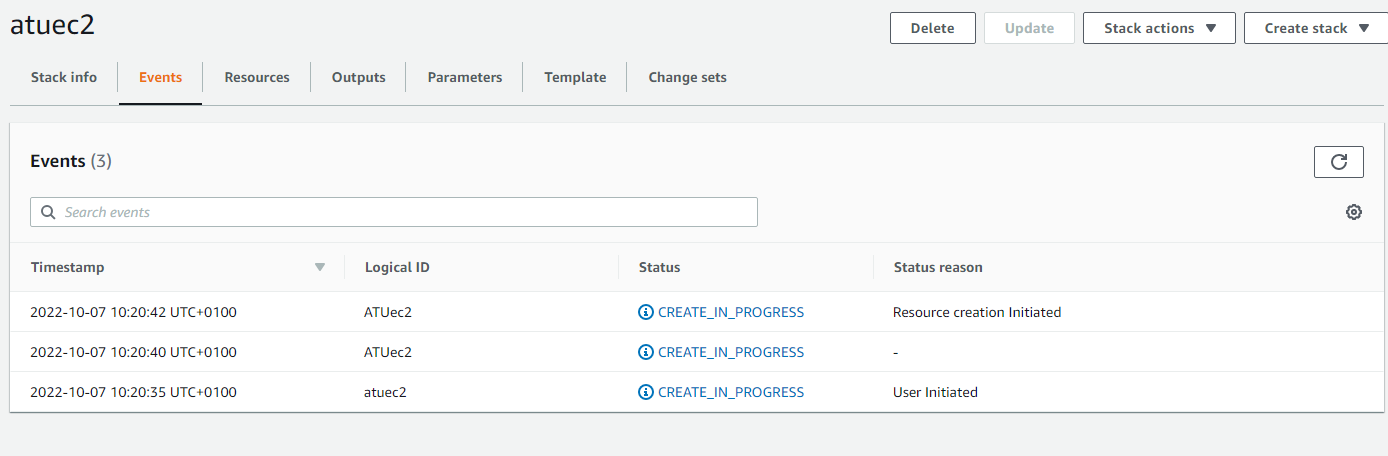 atuec2
Delete Update Stack actions Create stack
Stack info Events Resources Outputs Parameters Template Change sets
Events (3)
Search events
Timestamp Logical ID Status Status reason
2022-10-07 10:20:42 UTC+0100 ATUec2 CREATE_IN_PROGRESS Resource creation Initiated
2022-10-07 10:20:40 UTC+0100 ATUec2 CREATE_IN_PROGRESS -
2022-10-07 10:20:35 UTC+0100 atuec2 CREATE_IN_PROGRESS User Initiated